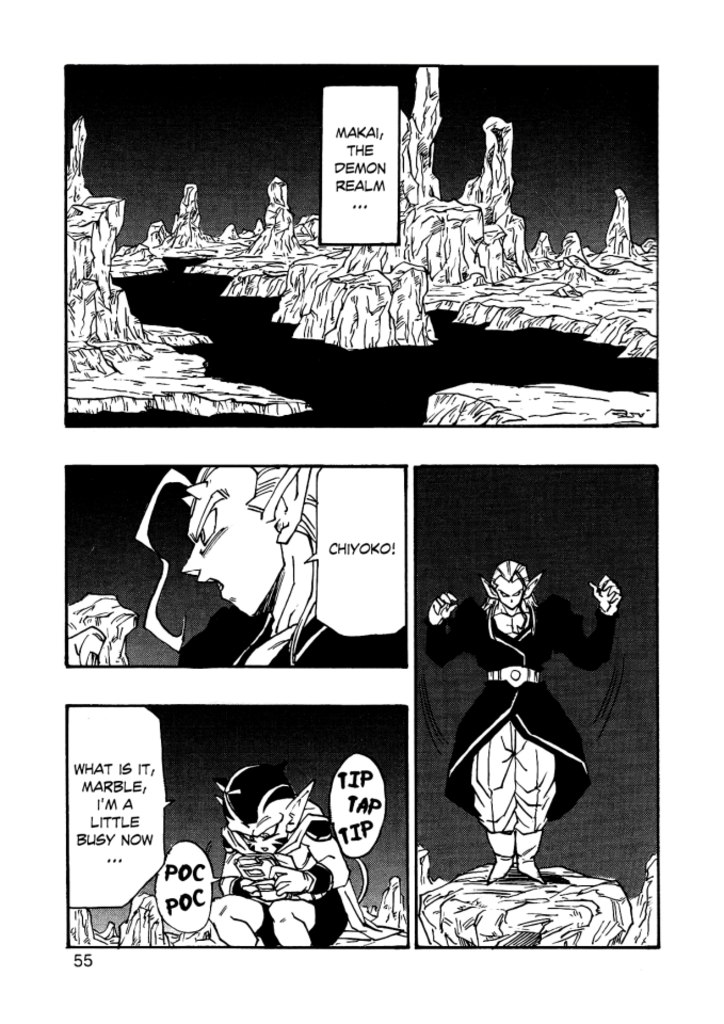 MAKAI,
THE
DEMON
REALM
...
CHIYOKO!
WHAT IS IT,
MARBLE,
I'M A
LITTLE
BUSY NOW
...
TIP
TAP
TIP
POC
POC
55